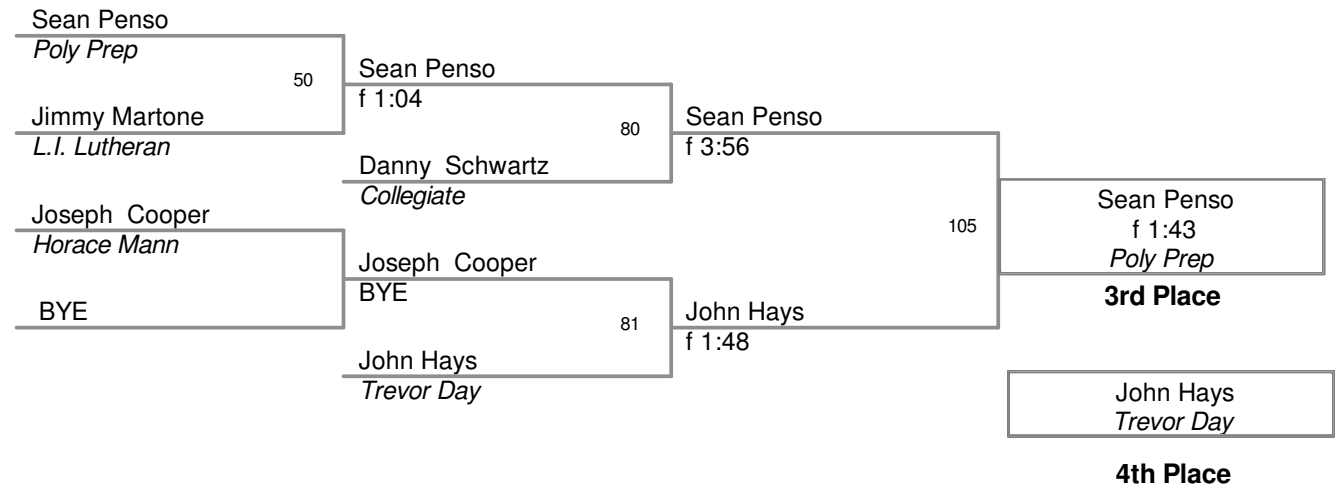 Sean Penso
Poly Prep
50
Sean Penso
f 1:04
Jimmy Martone
L.I. Lutheran
80
Sean Penso
f 3:56
Danny  Schwartz
Collegiate
Joseph  Cooper
Horace Mann
105
Sean Penso
f 1:43
Poly Prep
3rd Place
Joseph  Cooper
BYE
BYE
81
John Hays
f 1:48
John Hays
Trevor Day
John Hays
Trevor Day
4th Place